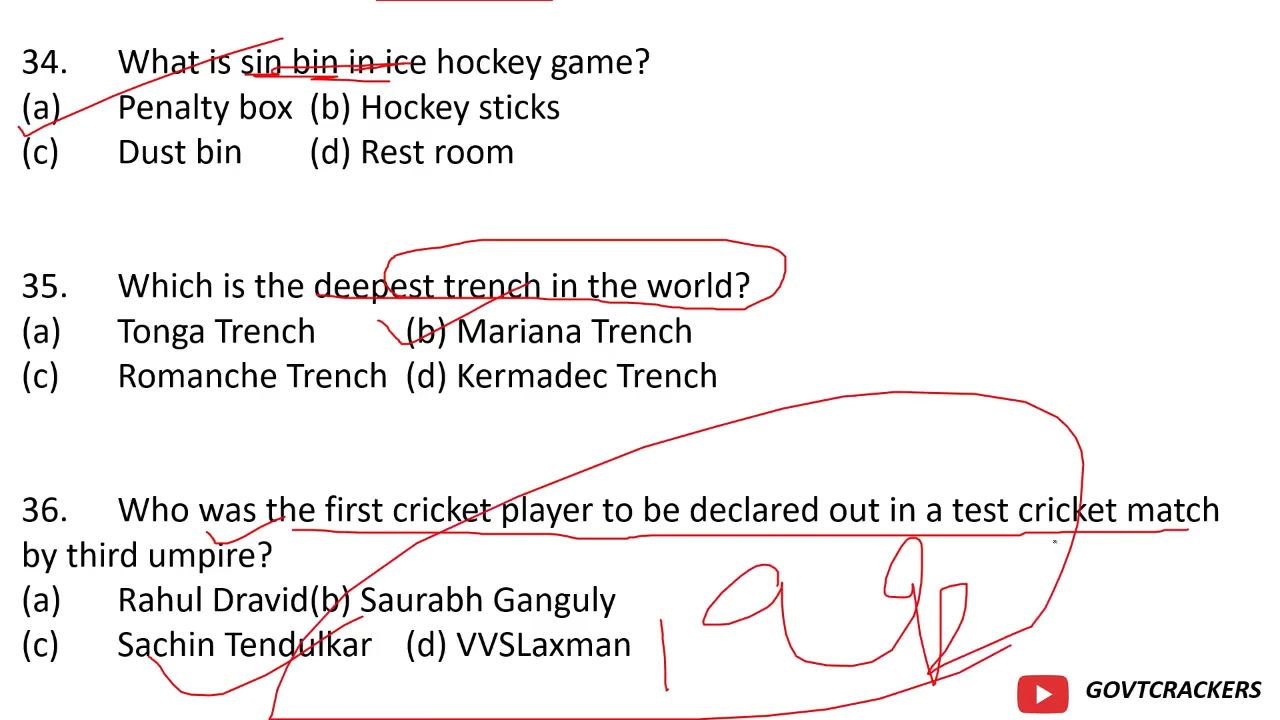 34. What is sin bin in ice hockey game?
(a) Penalty box (b) Hockey sticks
(c) Dust bin (d) Rest room
35. Which is the deepest trench in the world?
(a) Tonga Trench (b) Mariana Trench
(c) Romanche Trench (d) Kermadec Trench
36. Who was the first cricket player to be declared out in a test cricket match
by third umpire?
(a) Rahul Dravid(b) Saurabh Ganguly
(c) Sachin Tendulkar (d) VVSLaxman
GOVTCRACKERS